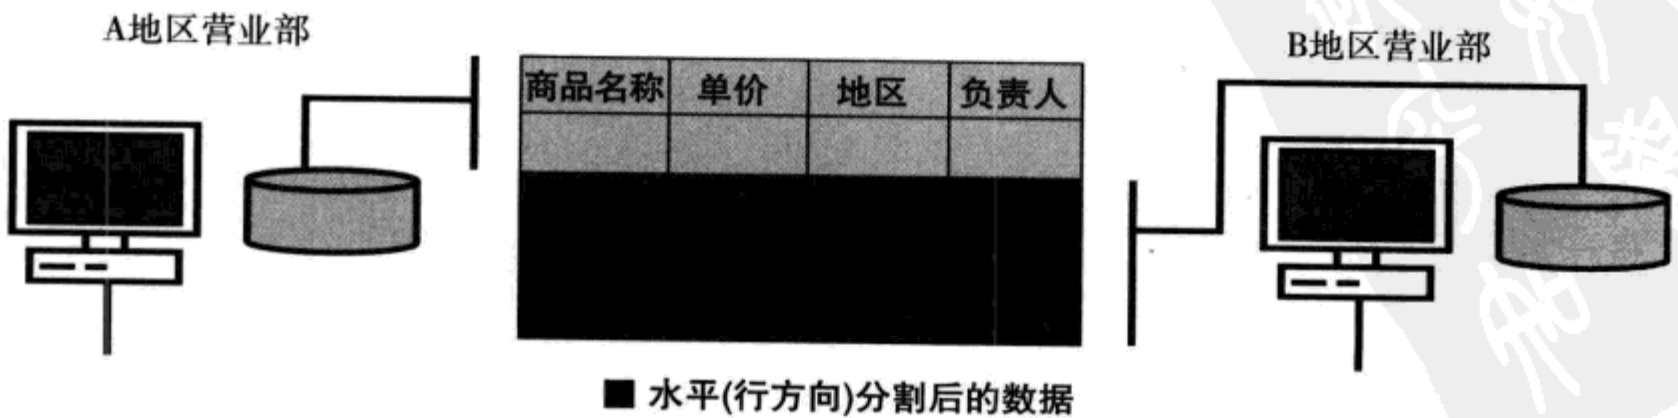 A地区营业部
B地区营业部
商品名称 单价 地区 负责人
■ 水平(行方向)分割后的数据